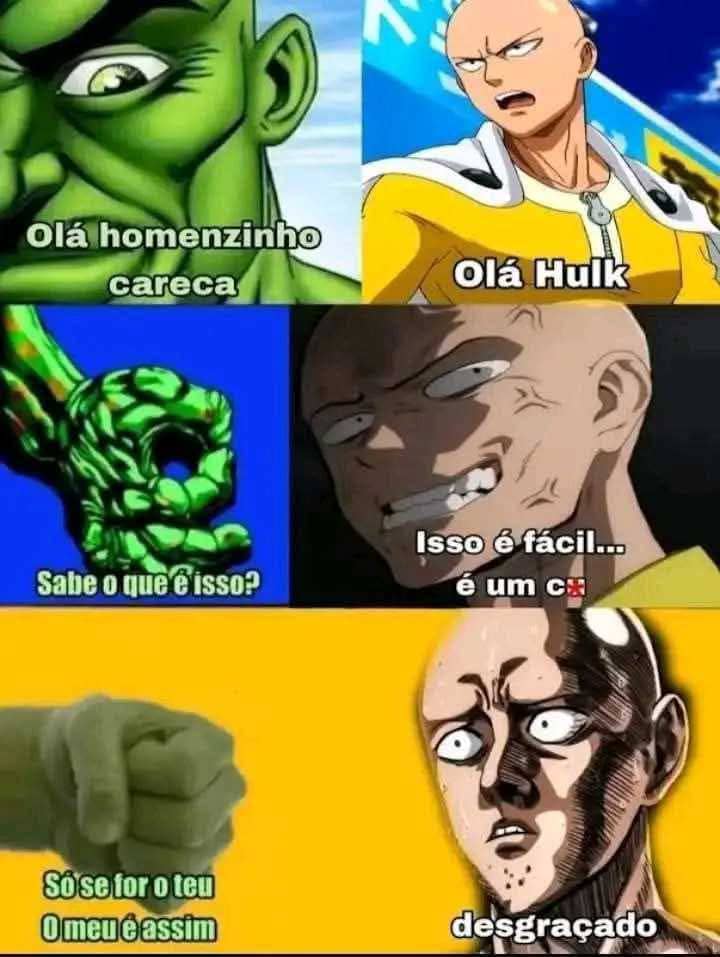 Olá homenzinho
careca
Olá Hulk
Sabe o que é isso?
Isso é fácil...
é um c*
Só se for o teu
O meu é assim
desgraçado